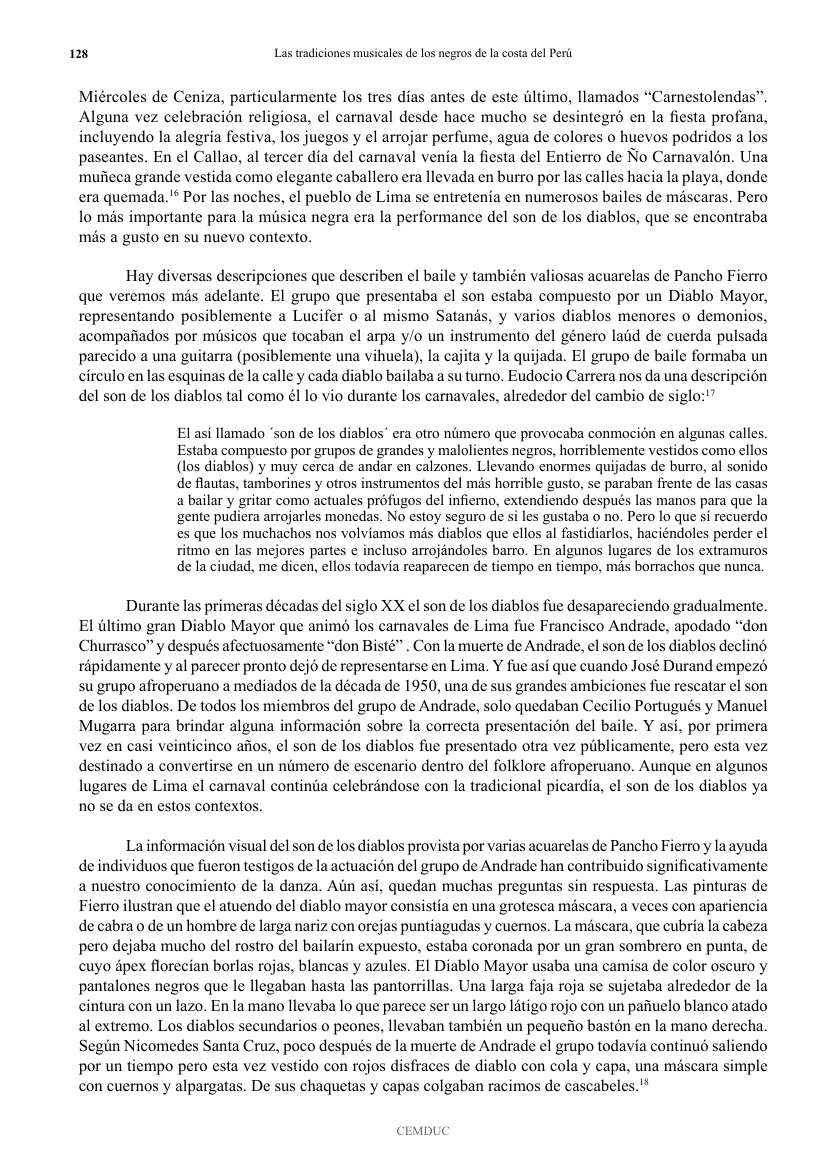 128
Las tradiciones musicales de los negros de la costa del Perú
Miércoles de Ceniza, particularmente los tres días antes de este último, llamados “Carnestolendas”.
Alguna vez celebración religiosa, el carnaval desde hace mucho se desintegró en la fiesta profana,
incluyendo la alegría festiva, los juegos y el arrojar perfume, agua de colores o huevos podridos a los
paseantes. En el Callao, al tercer día del carnaval venía la fiesta del Entierro de Ño Carnavalón. Una
muñeca grande vestida como elegante caballero era llevada en burro por las calles hacia la playa, donde
era quemada.16 Por las noches, el pueblo de Lima se entretenía en numerosos bailes de máscaras. Pero
lo más importante para la música negra era la performance del son de los diablos, que se encontraba
más a gusto en su nuevo contexto.
Hay diversas descripciones que describen el baile y también valiosas acuarelas de Pancho Fierro
que veremos más adelante. El grupo que presentaba el son estaba compuesto por un Diablo Mayor,
representando posiblemente a Lucifer o al mismo Satanás, y varios diablos menores o demonios,
acompañados por músicos que tocaban el arpa y/o un instrumento del género laúd de cuerda pulsada
parecido a una guitarra (posiblemente una vihuela), la cajita y la quijada. El grupo de baile formaba un
círculo en las esquinas de la calle y cada diablo bailaba a su turno. Eudocio Carrera nos da una descripción
del son de los diablos tal como él lo vio durante los carnavales, alrededor del cambio de siglo:17
El así llamado ´son de los diablos´ era otro número que provocaba conmoción en algunas calles.
Estaba compuesto por grupos de grandes y malolientes negros, horriblemente vestidos como ellos
(los diablos) y muy cerca de andar en calzones. Llevando enormes quijadas de burro, al sonido
de flautas, tamborines y otros instrumentos del más horrible gusto, se paraban frente de las casas
a bailar y gritar como actuales prófugos del infierno, extendiendo después las manos para que la
gente pudiera arrojarles monedas. No estoy seguro de si les gustaba o no. Pero lo que sí recuerdo
es que los muchachos nos volvíamos más diablos que ellos al fastidiarlos, haciéndoles perder el
ritmo en las mejores partes e incluso arrojándoles barro. En algunos lugares de los extramuros
de la ciudad, me dicen, ellos todavía reaparecen de tiempo en tiempo, más borrachos que nunca.
Durante las primeras décadas del siglo XX el son de los diablos fue desapareciendo gradualmente.
El último gran Diablo Mayor que animó los carnavales de Lima fue Francisco Andrade, apodado “don
Churrasco” y después afectuosamente “don Bisté” . Con la muerte de Andrade, el son de los diablos declinó
rápidamente y al parecer pronto dejó de representarse en Lima. Y fue así que cuando José Durand empezó
su grupo afroperuano a mediados de la década de 1950, una de sus grandes ambiciones fue rescatar el son
de los diablos. De todos los miembros del grupo de Andrade, solo quedaban Cecilio Portugués y Manuel
Mugarra para brindar alguna información sobre la correcta presentación del baile. Y así, por primera
vez en casi veinticinco años, el son de los diablos fue presentado otra vez públicamente, pero esta vez
destinado a convertirse en un número de escenario dentro del folklore afroperuano. Aunque en algunos
lugares de Lima el carnaval continúa celebrándose con la tradicional picardía, el son de los diablos ya
no se da en estos contextos.
La información visual del son de los diablos provista por varias acuarelas de Pancho Fierro y la ayuda
de individuos que fueron testigos de la actuación del grupo de Andrade han contribuido significativamente
a nuestro conocimiento de la danza. Aún así, quedan muchas preguntas sin respuesta. Las pinturas de
Fierro ilustran que el atuendo del diablo mayor consistía en una grotesca máscara, a veces con apariencia
de cabra o de un hombre de larga nariz con orejas puntiagudas y cuernos. La máscara, que cubría la cabeza
pero dejaba mucho del rostro del bailarín expuesto, estaba coronada por un gran sombrero en punta, de
cuyo ápex florecían borlas rojas, blancas y azules. El Diablo Mayor usaba una camisa de color oscuro y
pantalones negros que le llegaban hasta las pantorrillas. Una larga faja roja se sujetaba alrededor de la
cintura con un lazo. En la mano llevaba lo que parece ser un largo látigo rojo con un pañuelo blanco atado
al extremo. Los diablos secundarios o peones, llevaban también un pequeño bastón en la mano derecha.
Según Nicomedes Santa Cruz, poco después de la muerte de Andrade el grupo todavía continuó saliendo
por un tiempo pero esta vez vestido con rojos disfraces de diablo con cola y capa, una máscara simple
con cuernos y alpargatas. De sus chaquetas y capas colgaban racimos de cascabeles.18
CEMDUC